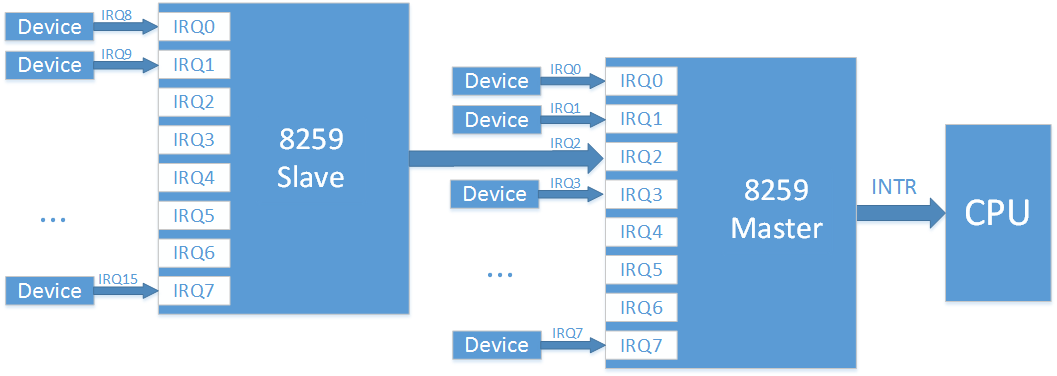 Device
IRQ8
IRQ0
Device
IRQ9
IRQ1
IRQ2
IRQ3
IRQ4
IRQ5
...
IRQ6
Device
IRQ15
IRQ7
8259
Slave
Device
IRQ0
IRQ0
Device
IRQ1
IRQ1
IRQ2
IRQ2
Device
IRQ3
IRQ3
IRQ4
...
IRQ5
IRQ6
Device
IRQ7
IRQ7
8259
Master
INTR
CPU